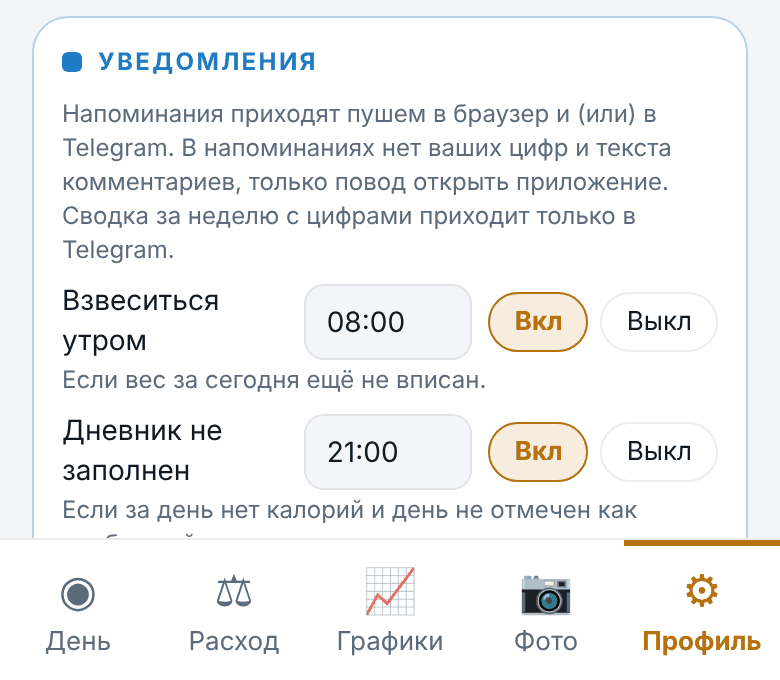 УВЕДОМЛЕНИЯ
Напоминания приходят пушем в браузер и (или) в
Telegram. В напоминаниях нет ваших цифр и текста
комментариев, только повод открыть приложение.
Сводка за неделю с цифрами приходит только в
Telegram.
Взвеситься
утром
08:00
Вкл
Выкл
Если вес за сегодня ещё не вписан.
Дневник не
заполнен
21:00
Вкл
Выкл
Если за день нет калорий и день не отмечен как
День
Расход
Графики
Фото
Профиль